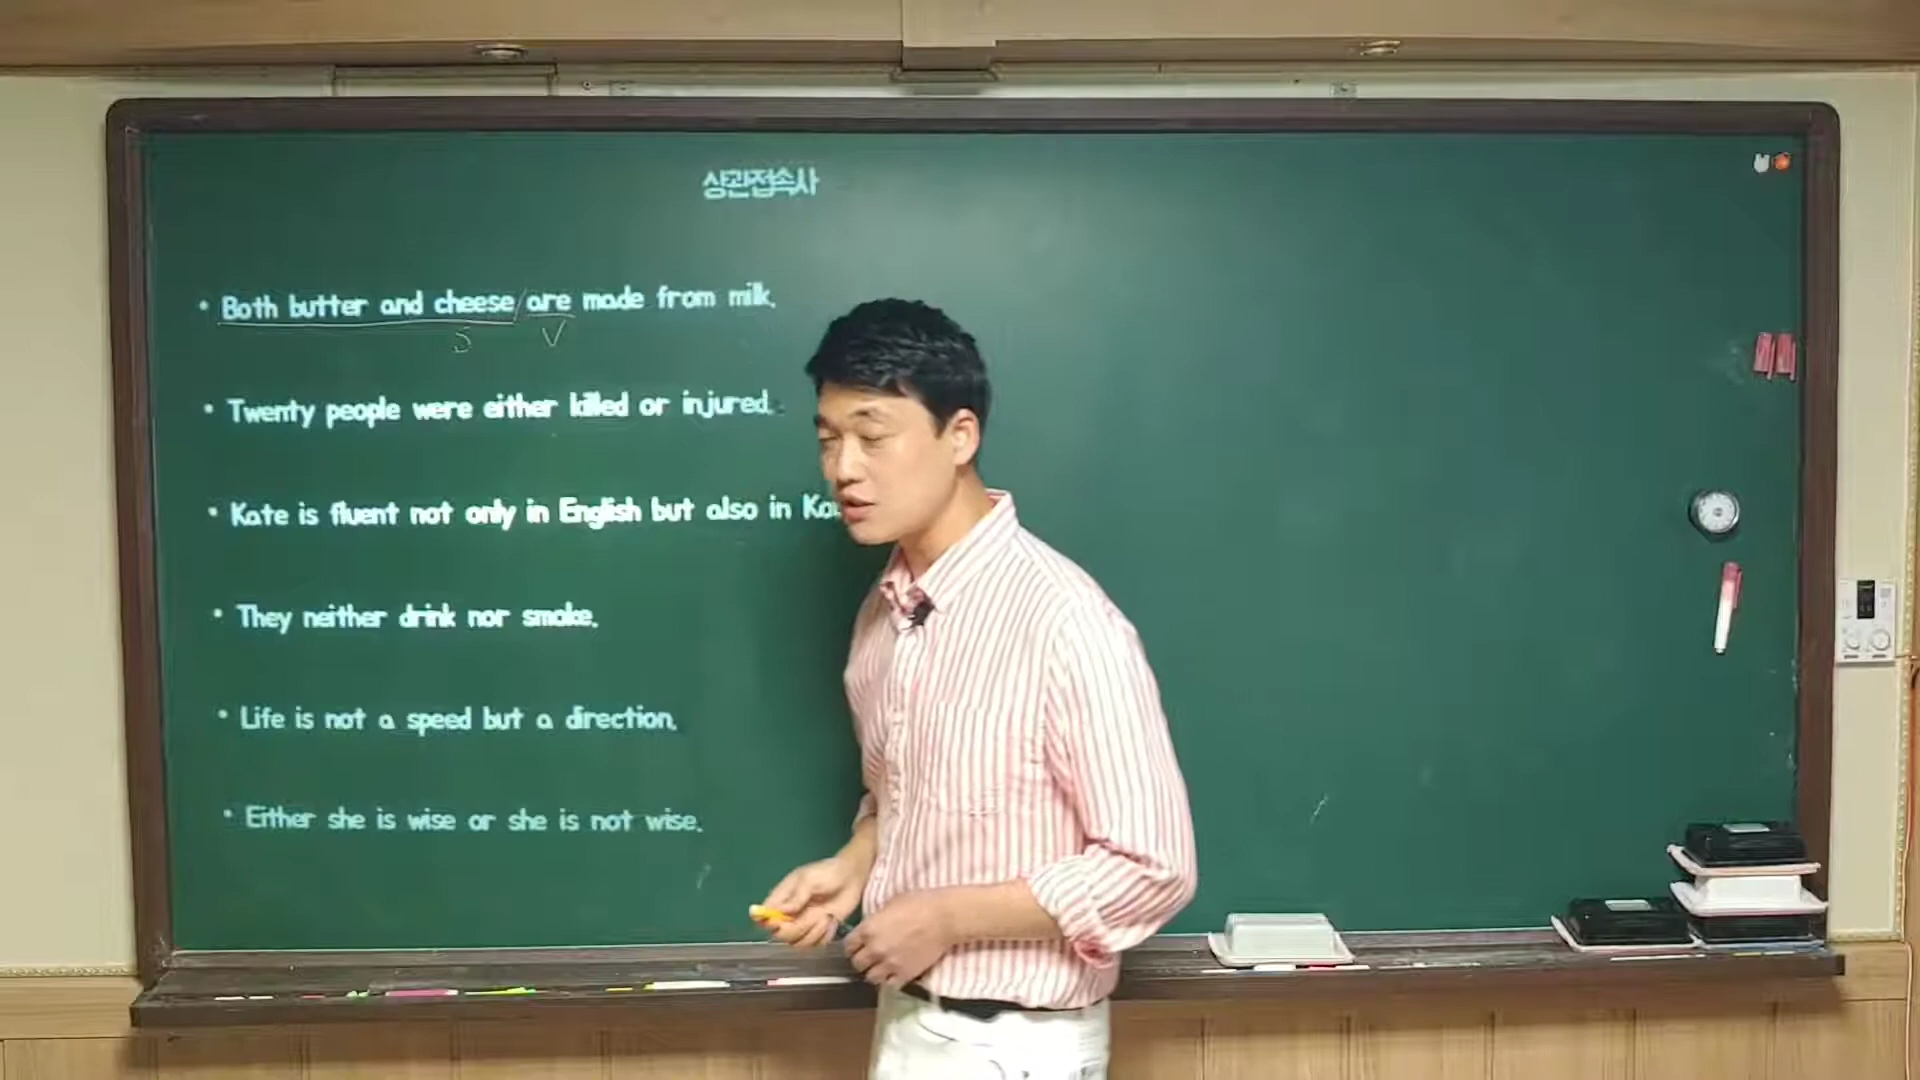 상관접속사
• Both butter and cheese / are made from milk.
S V
• Twenty people were either killed or injured.
• Kate is fluent not only in English but also in
• They neither drink nor smoke.
• Life is not a speed but a direction.
• Either she is wise or she is not wise.